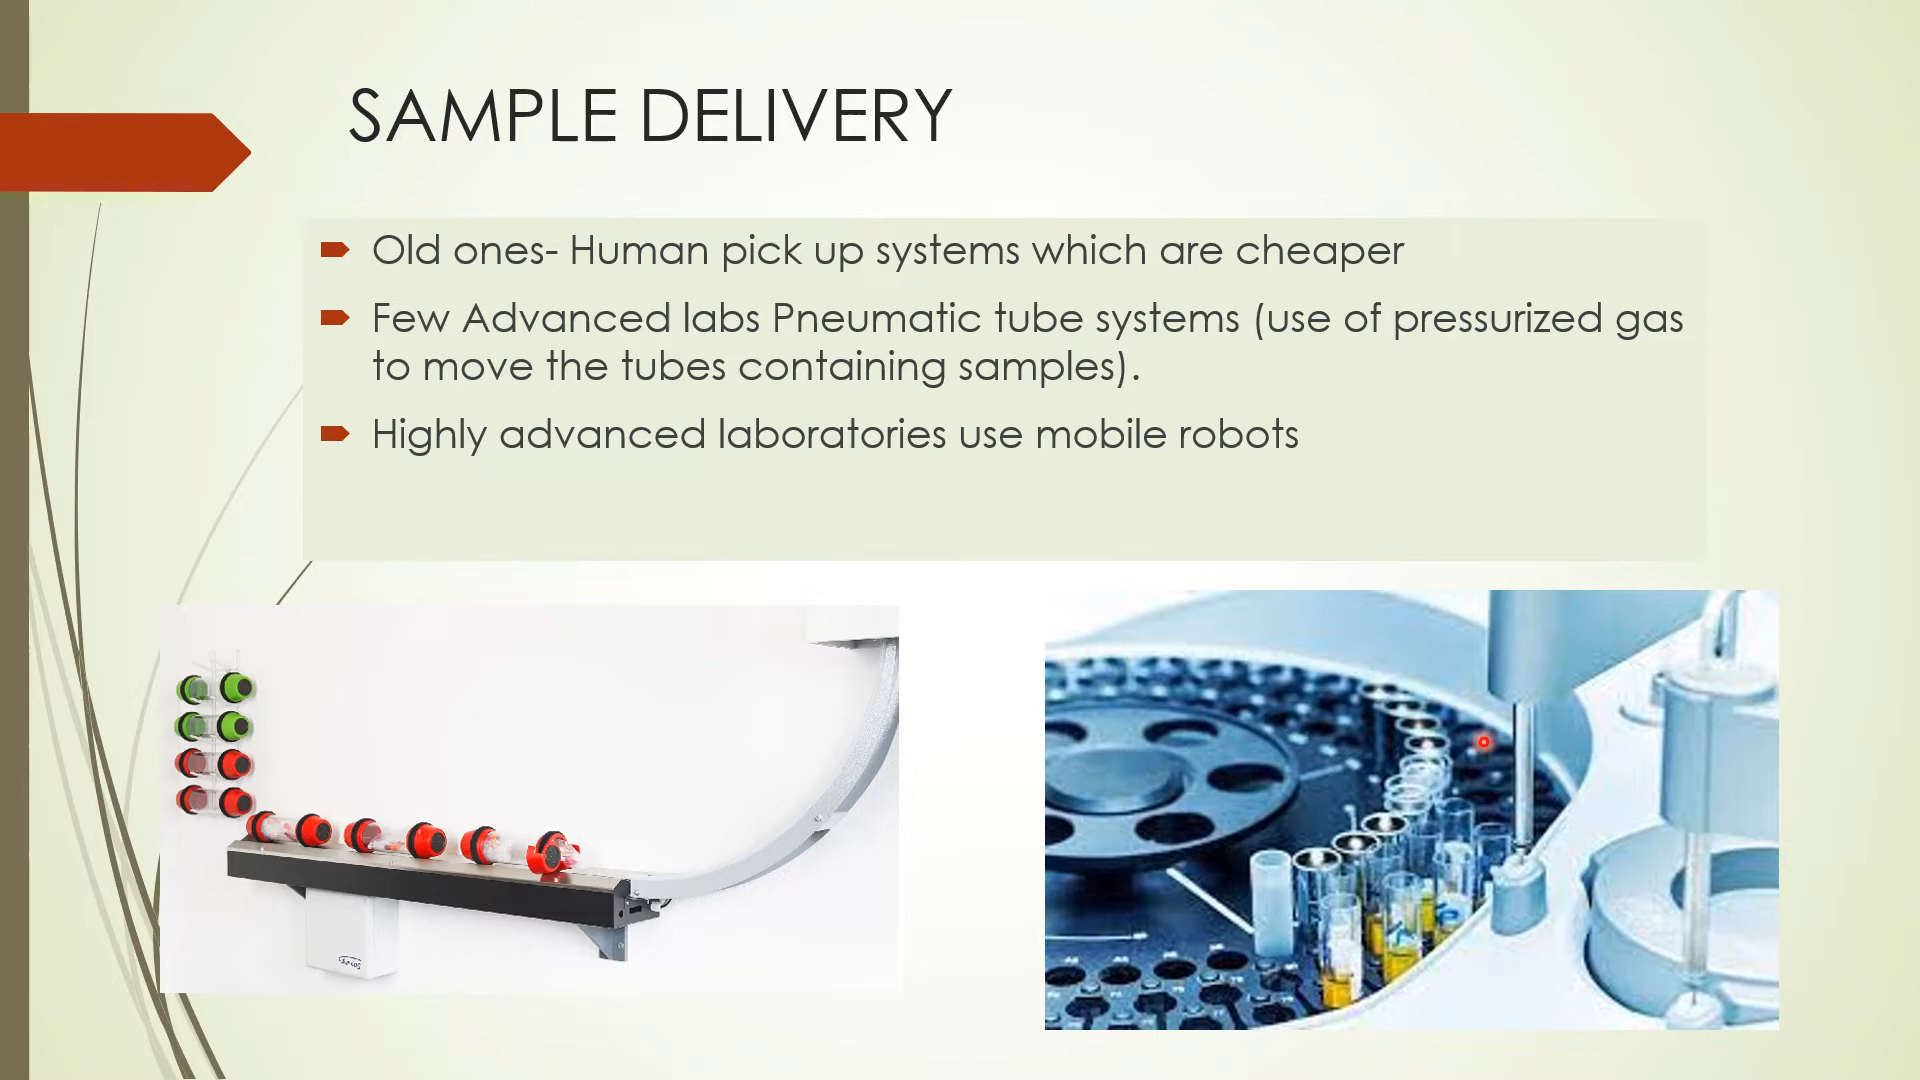 SAMPLE DELIVERY
Old ones- Human pick up systems which are cheaper
Few Advanced labs Pneumatic tube systems (use of pressurized gas
to move the tubes containing samples).
Highly advanced laboratories use mobile robots